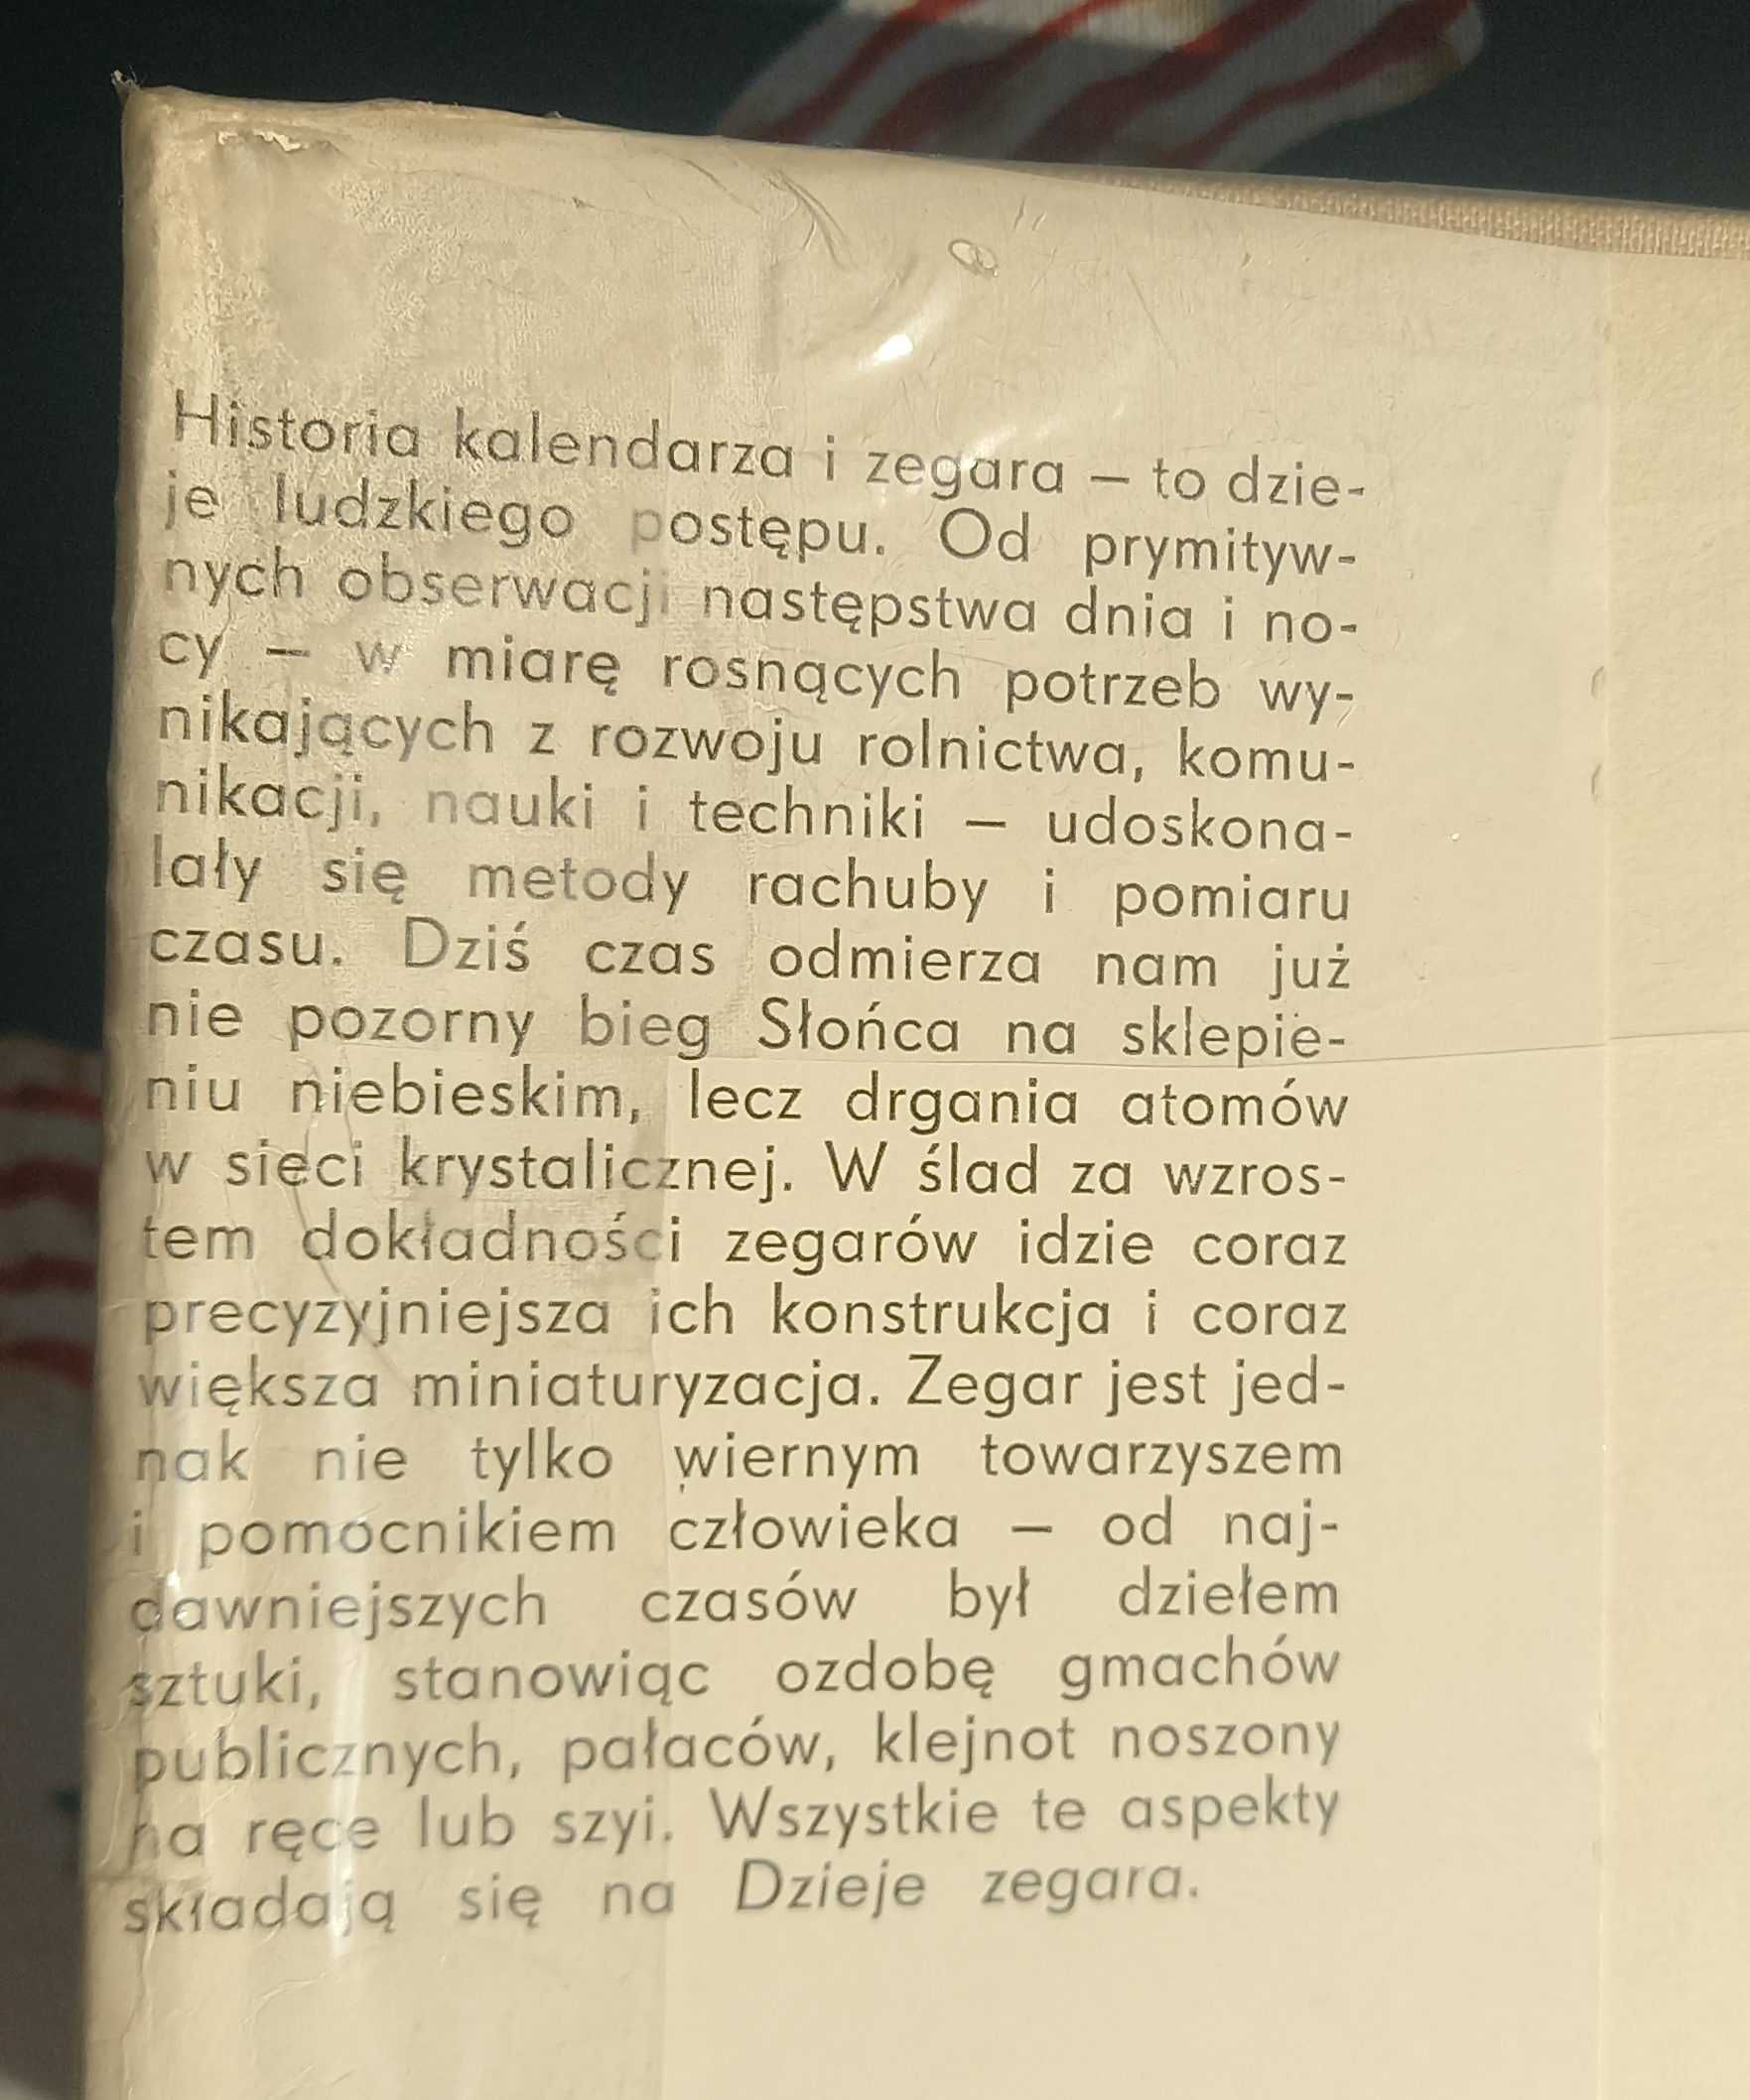 Historia kalendarza i zegara – to dzie-
je ludzkiego postępu. Od prymityw-
nych obserwacji następstwa dnia i no-
cy – w miarę rosnących potrzeb wy-
nikających z rozwoju rolnictwa, komu-
nikacji, nauki i techniki – udoskona-
lały się metody rachuby i pomiaru
czasu. Dziś czas odmierza nam już
nie pozorny bieg Słońca na sklepie-
niu niebieskim, lecz drgania atomów
w sieci krystalicznej. W ślad za wzros-
tem dokładności zegarów idzie coraz
precyzyjniejsza ich konstrukcja i coraz
większa miniaturyzacja. Zegar jest jed-
nak nie tylko wiernym towarzyszem
i pomocnikiem człowieka – od naj-
dawniejszych czasów był dziełem
sztuki, stanowiąc ozdobę gmachów
publicznych, pałaców, klejnot noszony
na ręce lub szyi. Wszystkie te aspekty
składają się na Dzieje zegara.